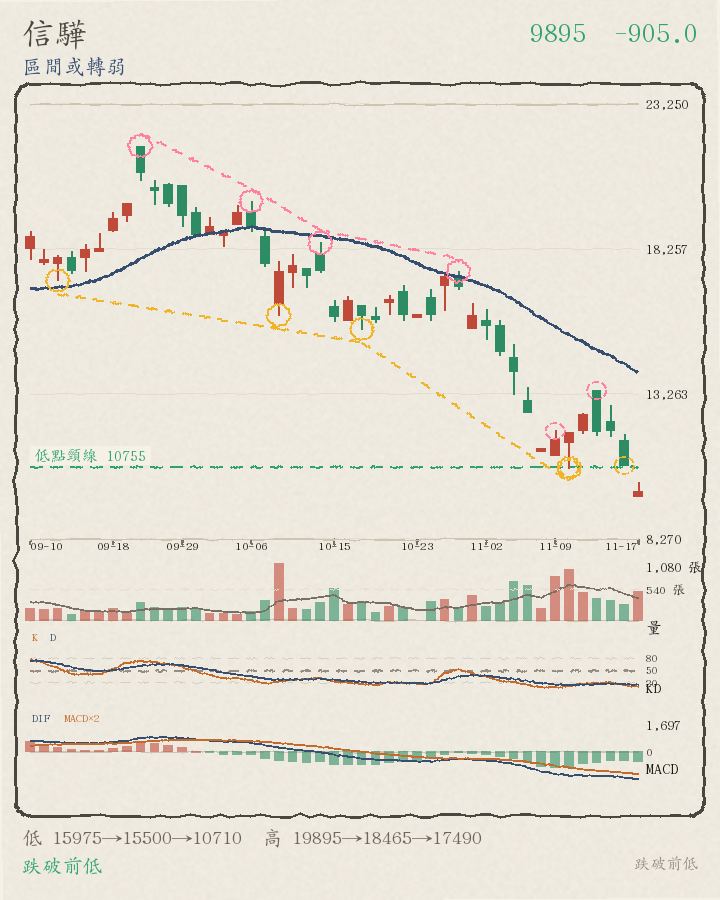 信驊
9895 -905.0
區間或轉弱
23,250
18,257
13,263
低點頸線 10755
8,270
09-10 09-18 09-29 10-06 10-15 10-23 11-02 11-09 11-17
1,080 張
540 張
量
K D
80
50
20
KD
DIF MACD×2
1,697
0
MACD
低 15975→15500→10710 高 19895→18465→17490
跌破前低
跌破前低